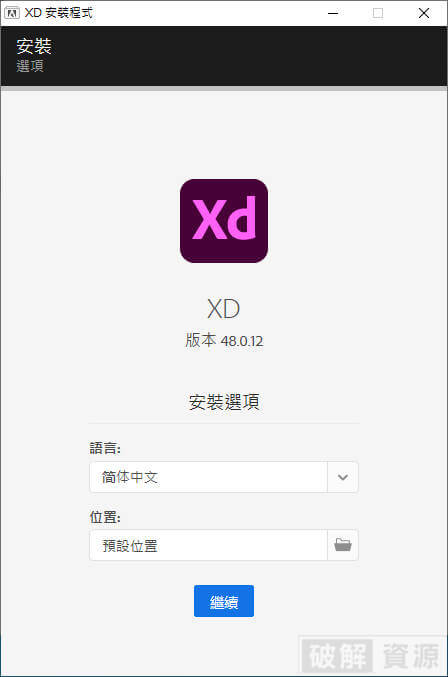 XD 安裝程式
安裝
選項
Xd
XD
版本 48.0.12
安裝選項
語言:
简体中文
位置:
預設位置
繼續
破解 資源